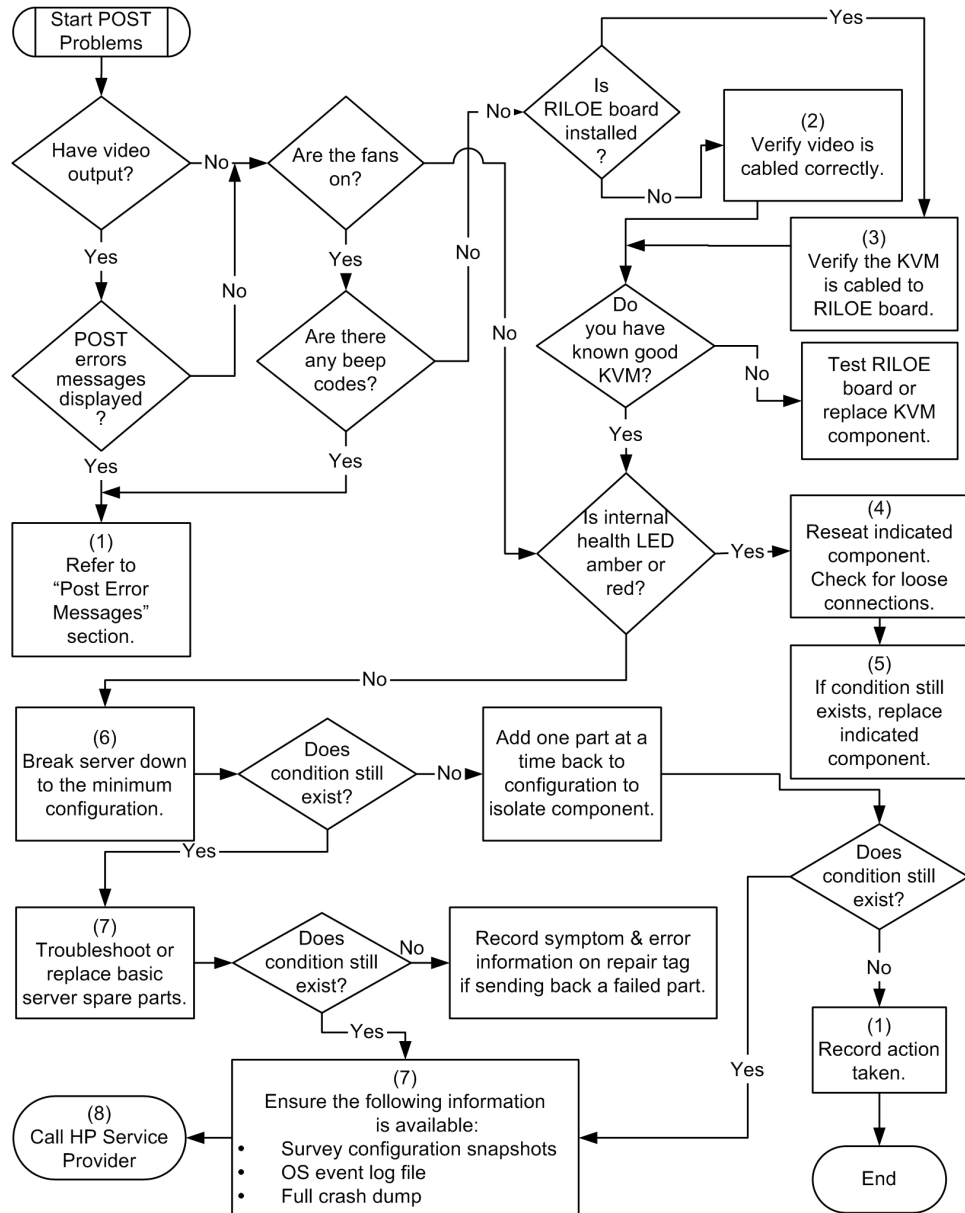 Start POST
Problems
Have video
output?
No
Yes
POST
errors
messages
displayed
?
No
Yes
(1)
Refer to
“Post Error
Messages”
section.
Are the fans
on?
Yes
No
Are there
any beep
codes?
No
Yes
No
Is
RILOE board
installed
?
Yes
No
(2)
Verify video is
cabled correctly.
(3)
Verify the KVM
is cabled to
RILOE board.
Do
you have
known good
KVM?
No
Yes
Test RILOE
board or
replace KVM
component.
Is internal
health LED
amber or
red?
Yes
No
(4)
Reseat indicated
component.
Check for loose
connections.
(5)
If condition still
exists, replace
indicated
component.
(6)
Break server down
to the minimum
configuration.
Does
condition still
exist?
No
Yes
Add one part at a
time back to
configuration to
isolate component.
Does
condition still
exist?
No
Yes
(7)
Troubleshoot or
replace basic
server spare parts.
Does
condition still
exist?
No
Yes
Record symptom & error
information on repair tag
if sending back a failed part.
(1)
Record action
taken.
End
(7)
Ensure the following information
is available:
• Survey configuration snapshots
• OS event log file
• Full crash dump
(8)
Call HP Service
Provider